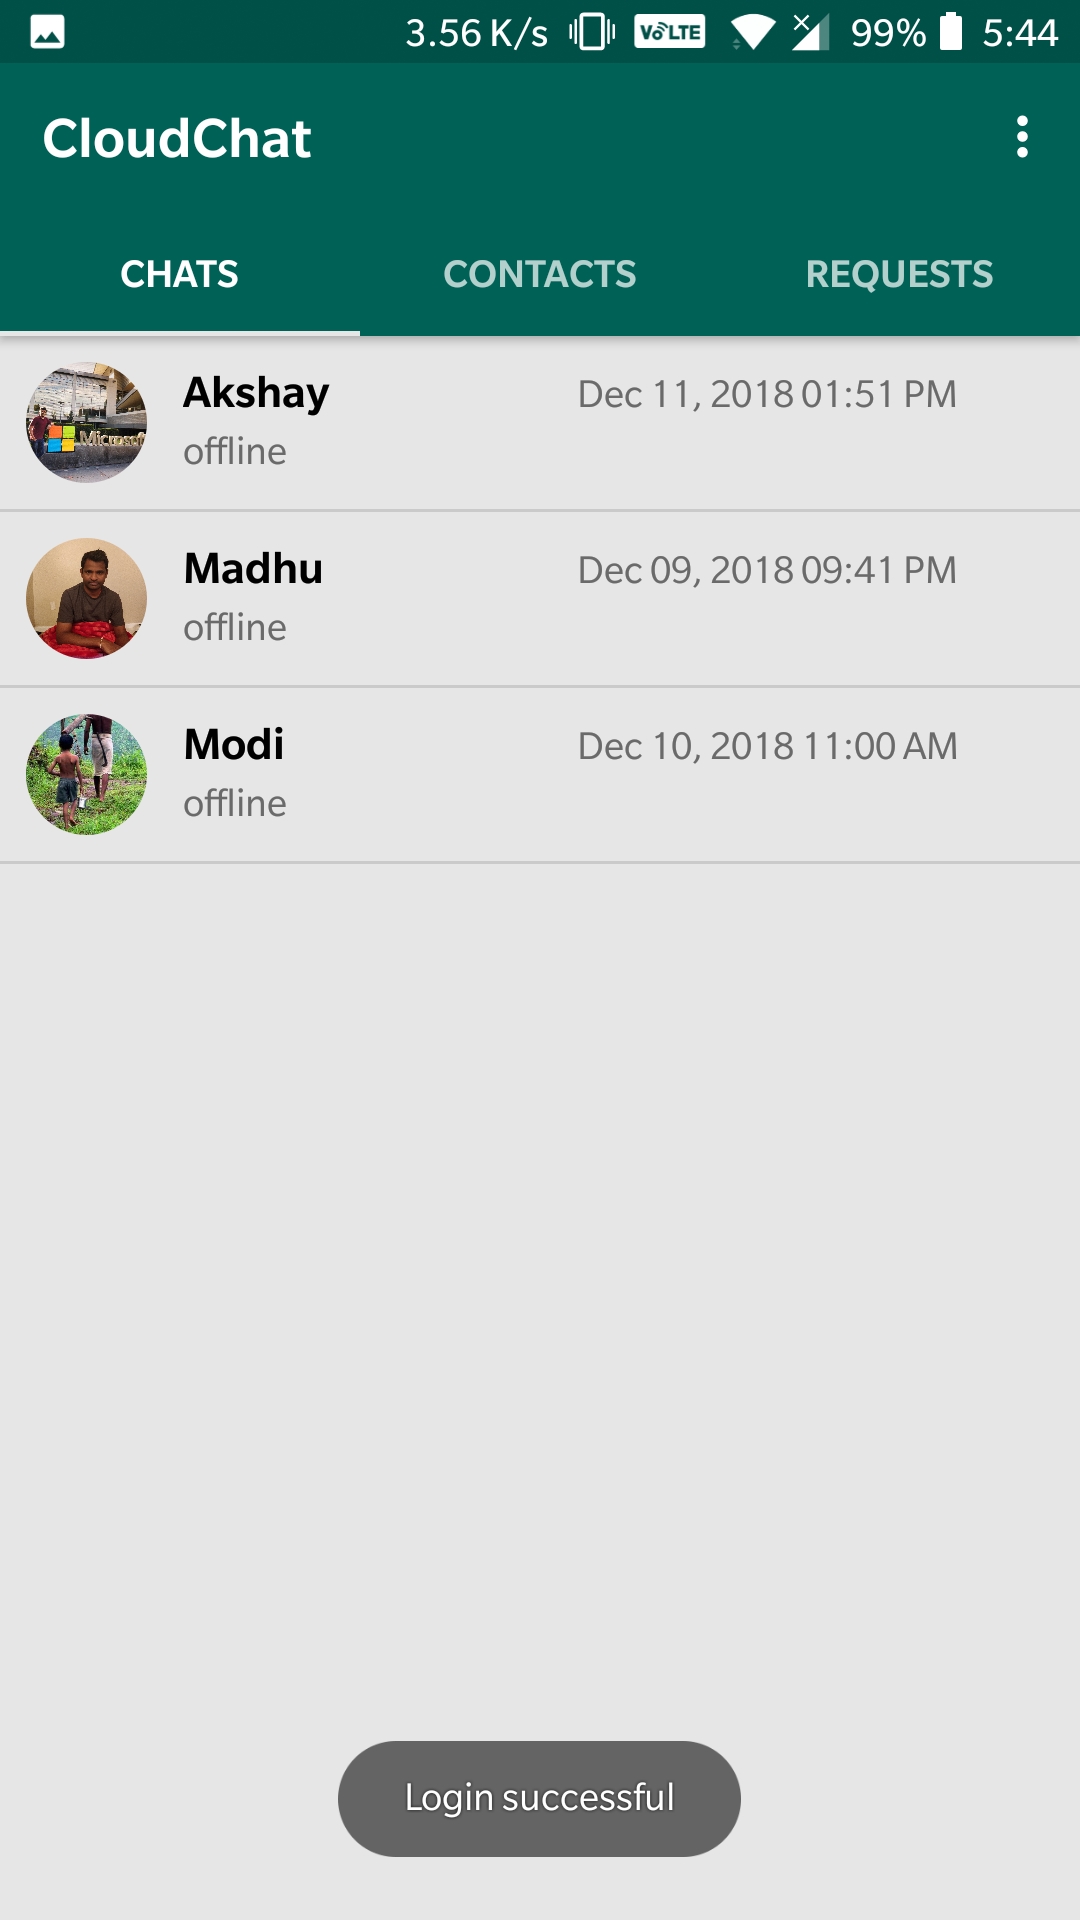 3.56 K/s VoLTE 99% 5:44
CloudChat
CHATS CONTACTS REQUESTS
Akshay Dec 11, 2018 01:51 PM
offline
Microsoft
Madhu Dec 09, 2018 09:41 PM
offline
Modi Dec 10, 2018 11:00 AM
offline
Login successful